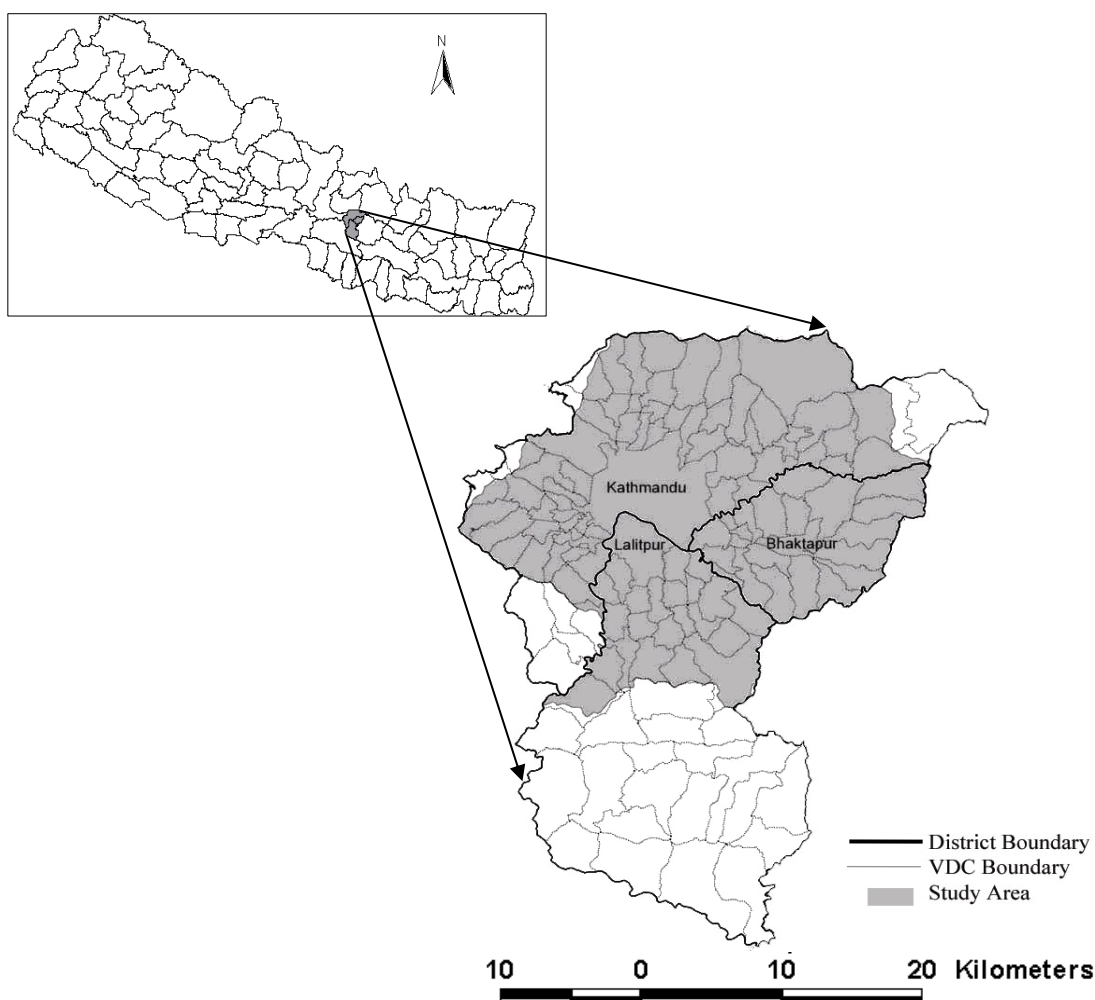 N
Kathmandu
Lalitpur
Bhaktapur
District Boundary
VDC Boundary
Study Area
10 0 10 20 Kilometers